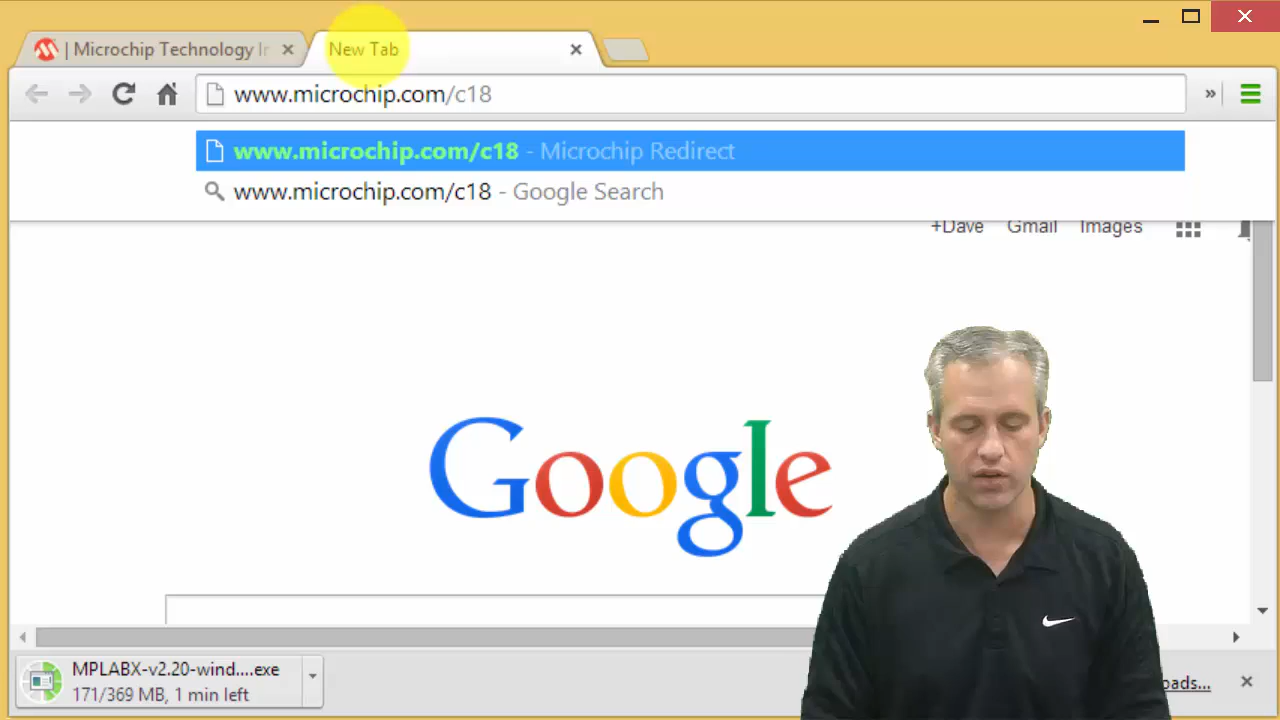 | Microchip Technology In
New Tab
www.microchip.com/c18
»
www.microchip.com/c18 - Microchip Redirect
www.microchip.com/c18 - Google Search
+Dave Gmail Images
Google
MPLABX-v2.20-wind....exe
171/369 MB, 1 min left
oads...